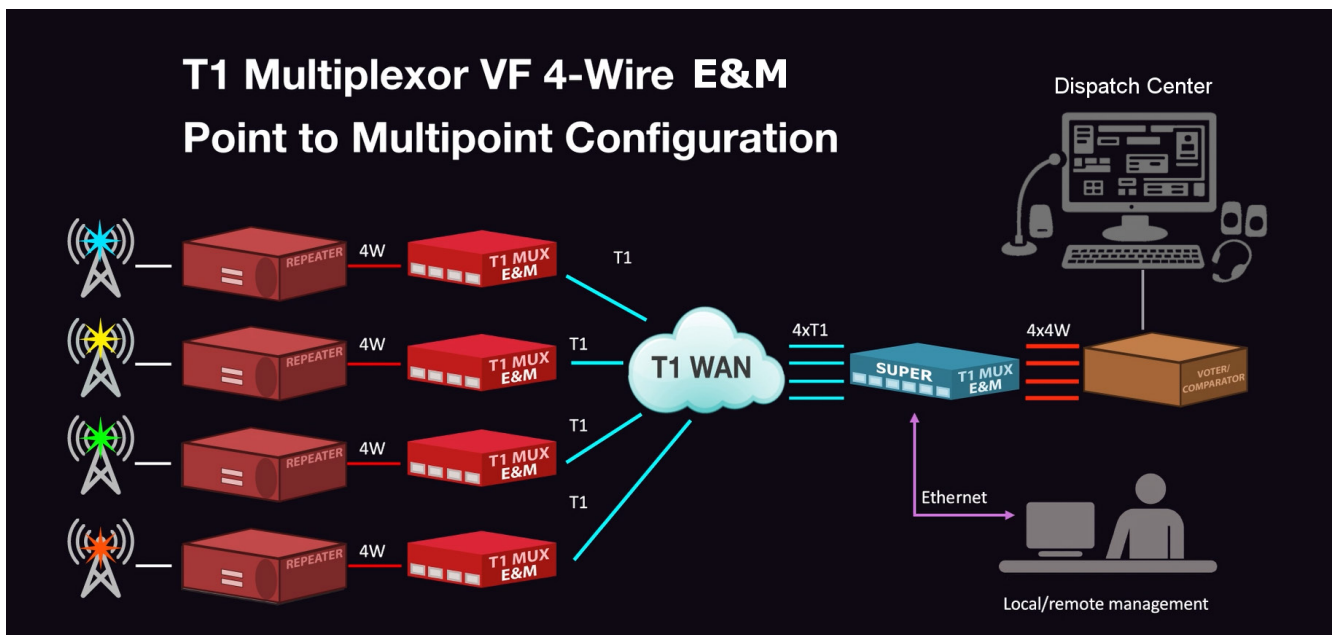 T1 Multiplexor VF 4-Wire E&M
Point to Multipoint Configuration
Dispatch Center
REPEATER
4W
T1 MUX
E&M
T1
REPEATER
4W
T1 MUX
E&M
T1
REPEATER
4W
T1 MUX
E&M
T1
REPEATER
4W
T1 MUX
E&M
T1
T1 WAN
4xT1
SUPER
T1 MUX
E&M
4x4W
VOTER/
COMPARATOR
Ethernet
Local/remote management